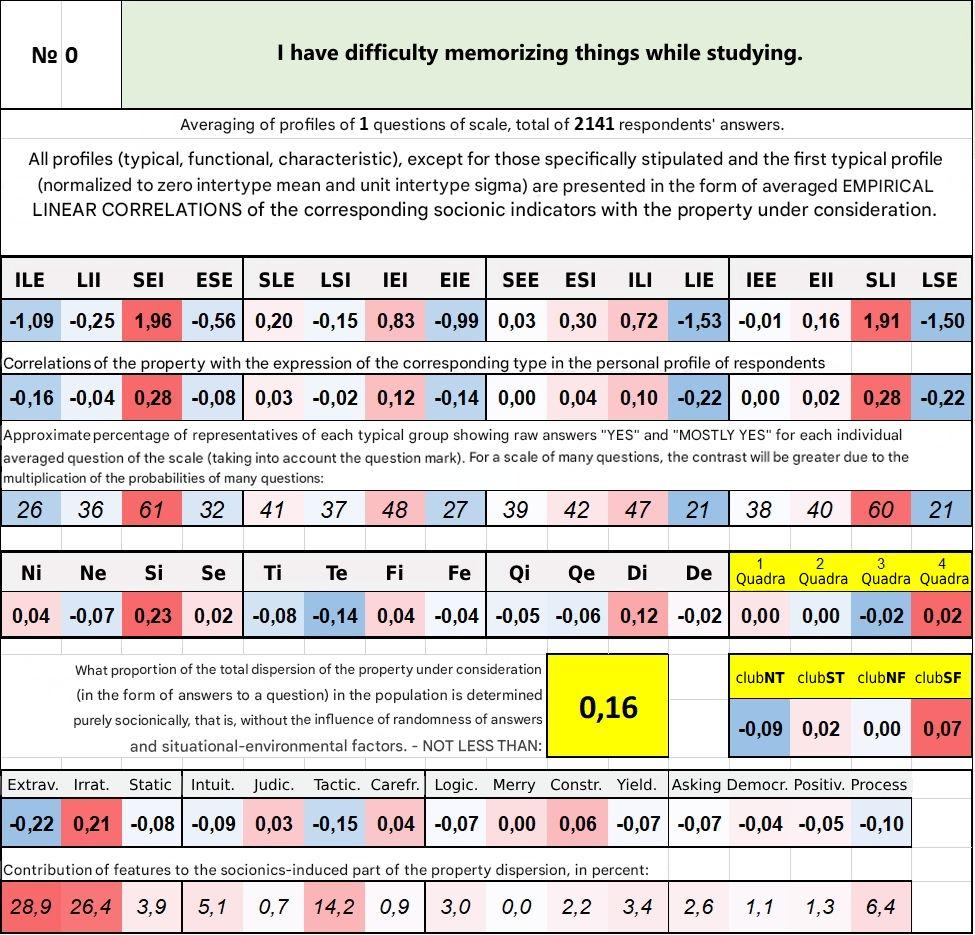 № 0
I have difficulty memorizing things while studying.
Averaging of profiles of 1 questions of scale, total of 2141 respondents' answers.
All profiles (typical, functional, characteristic), except for those specifically stipulated and the first typical profile
(normalized to zero intertype mean and unit intertype sigma) are presented in the form of averaged EMPIRICAL
LINEAR CORRELATIONS of the corresponding socionic indicators with the property under consideration.
ILE LII SEI ESE SLE LSI IEI EIE SEE ESI ILI LIE IEE EII SLI LSE
-1,09 -0,25 1,96 -0,56 0,20 -0,15 0,83 -0,99 0,03 0,30 0,72 -1,53 -0,01 0,16 1,91 -1,50
Correlations of the property with the expression of the corresponding type in the personal profile of respondents
-0,16 -0,04 0,28 -0,08 0,03 -0,02 0,12 -0,14 0,00 0,04 0,10 -0,22 0,00 0,02 0,28 -0,22
Approximate percentage of representatives of each typical group showing raw answers "YES" and "MOSTLY YES" for each individual
averaged question of the scale (taking into account the question mark). For a scale of many questions, the contrast will be greater due to the
multiplication of the probabilities of many questions:
26 36 61 32 41 37 48 27 39 42 47 21 38 40 60 21
Ni Ne Si Se Ti Te Fi Fe Qi Qe Di De 1 Quadra 2 Quadra 3 Quadra 4 Quadra
0,04 -0,07 0,23 0,02 -0,08 -0,14 0,04 -0,04 -0,05 -0,06 0,12 -0,02 0,00 0,00 -0,02 0,02
What proportion of the total dispersion of the property under consideration
(in the form of answers to a question) in the population is determined
purely socionically, that is, without the influence of randomness of answers
and situational-environmental factors. - NOT LESS THAN:
0,16
clubNT clubST clubNF clubSF
-0,09 0,02 0,00 0,07
Extrav. Irrat. Static Intuit. Judic. Tactic. Carefr. Logic. Merry Constr. Yield. Asking Democr. Positiv. Process
-0,22 0,21 -0,08 -0,09 0,03 -0,15 0,04 -0,07 0,00 0,06 -0,07 -0,07 -0,04 -0,05 -0,10
Contribution of features to the socionics-induced part of the property dispersion, in percent:
28,9 26,4 3,9 5,1 0,7 14,2 0,9 3,0 0,0 2,2 3,4 2,6 1,1 1,3 6,4